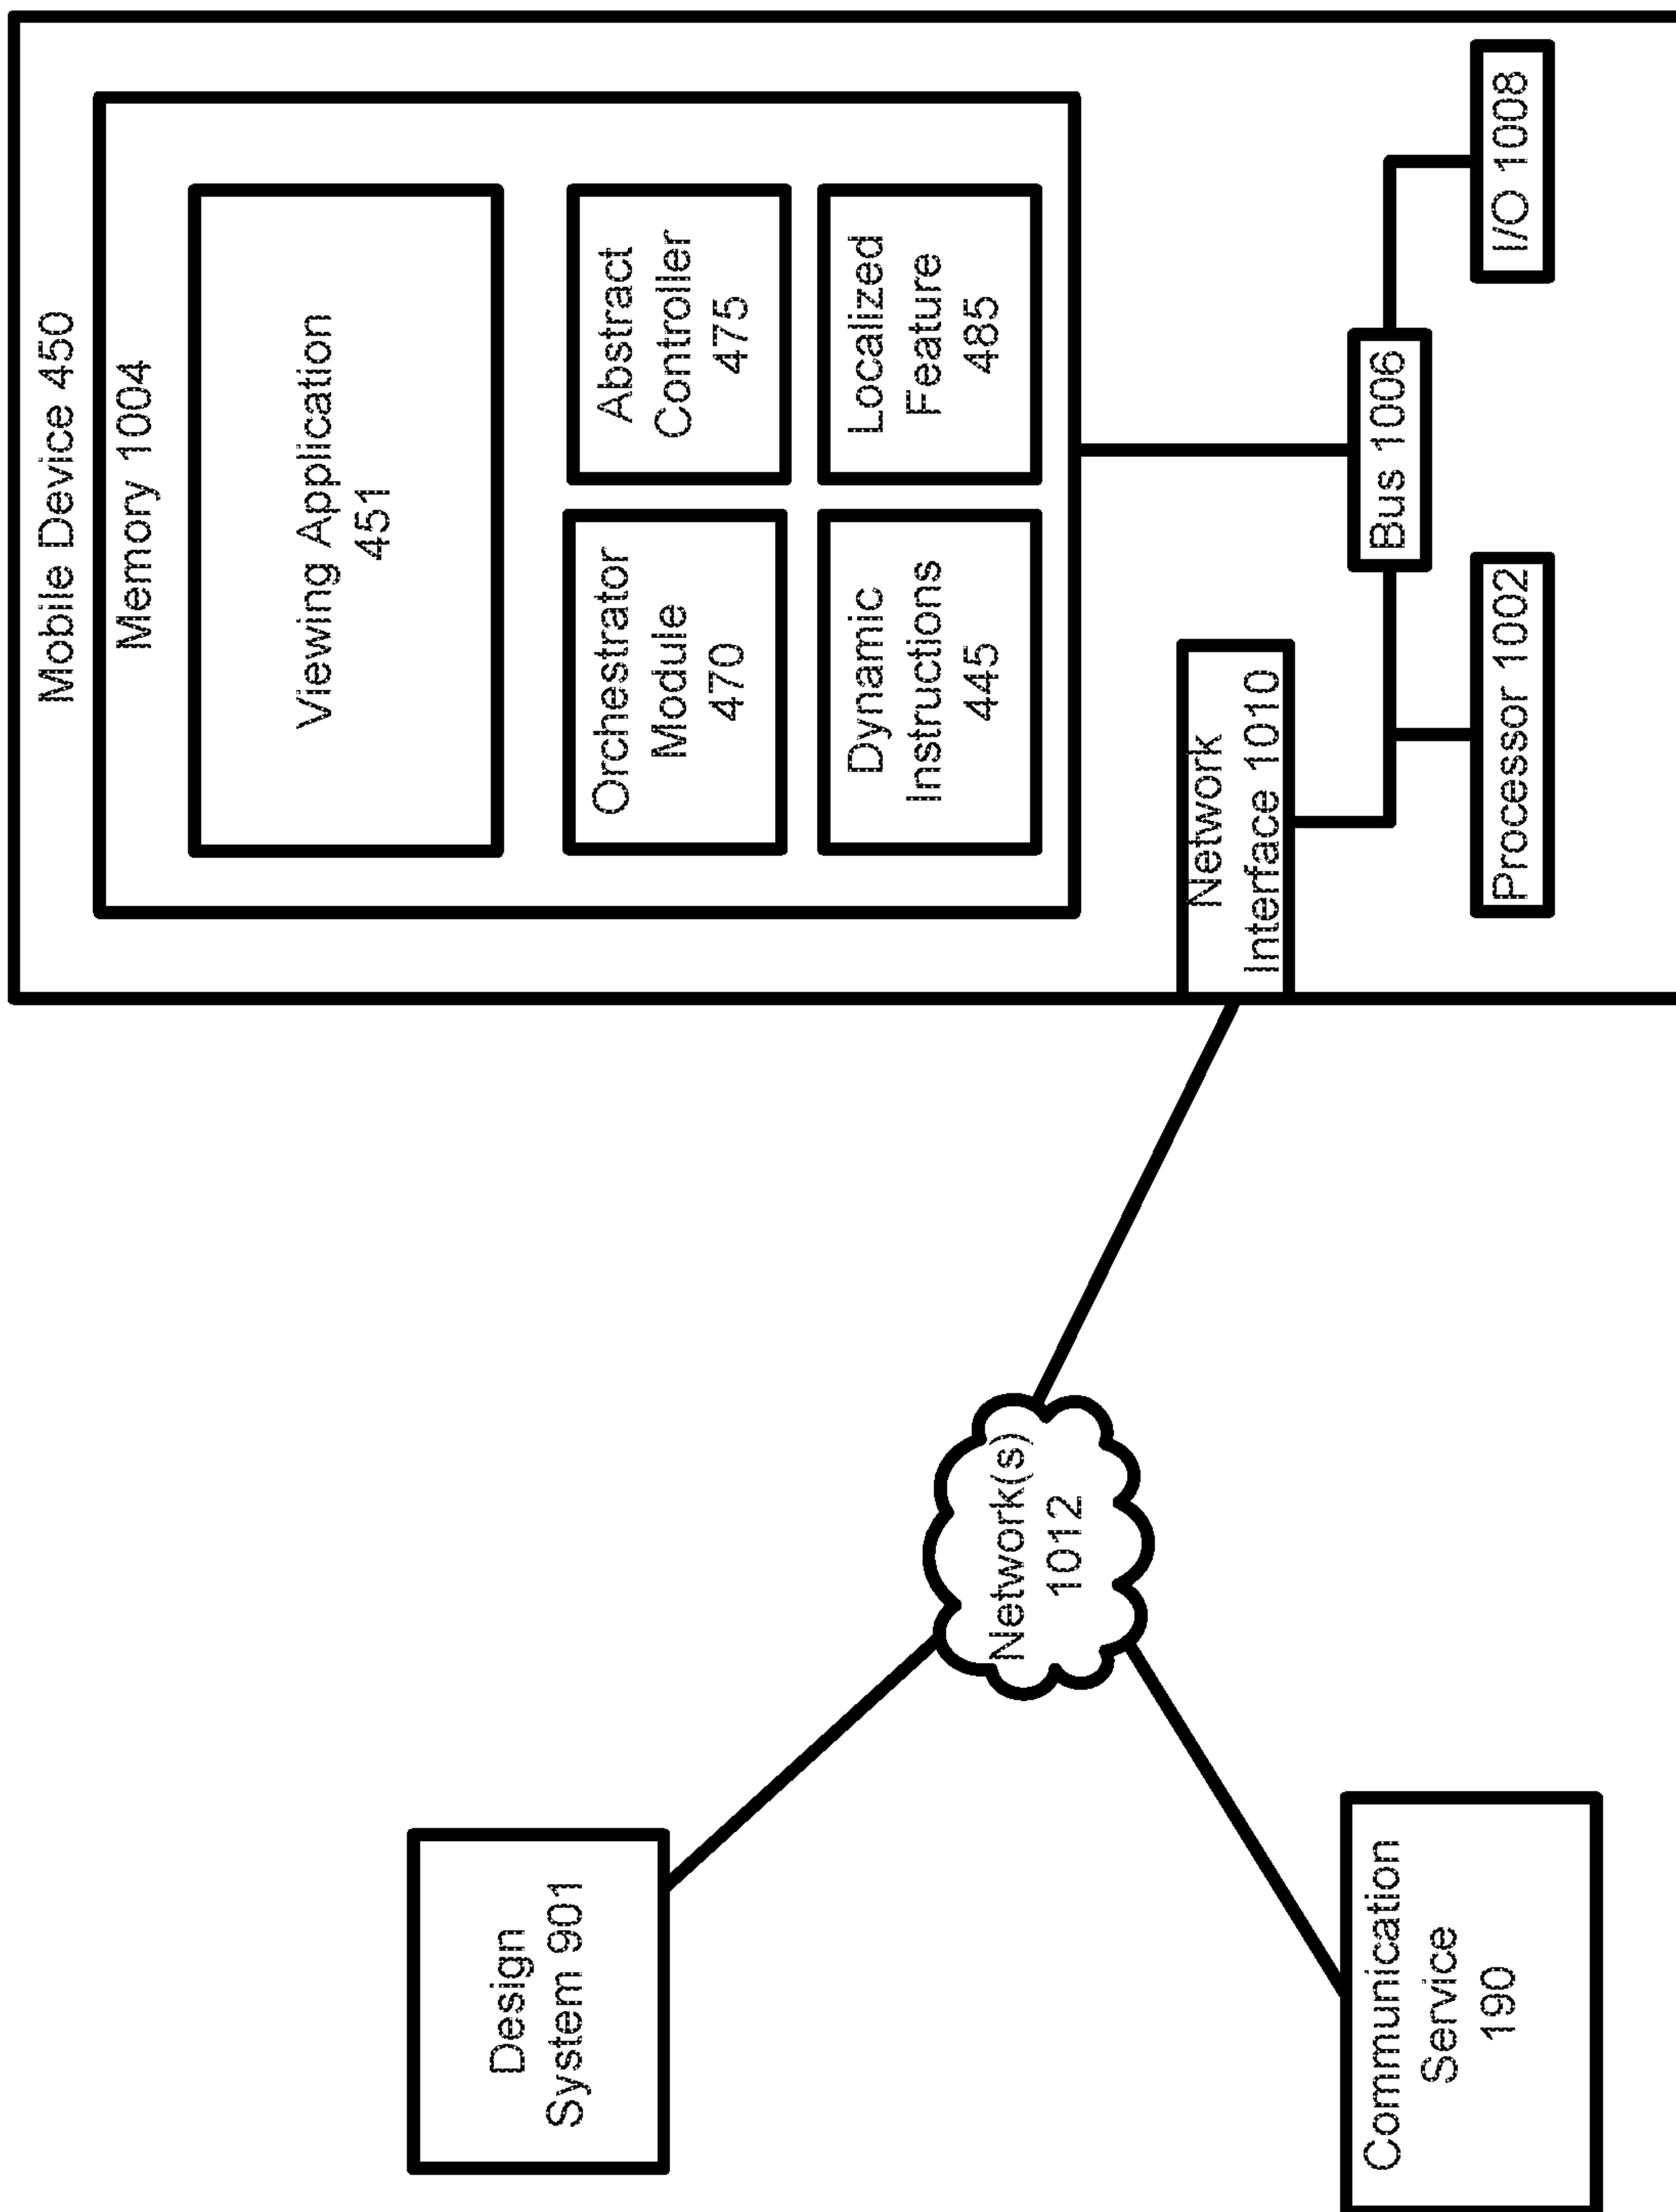 Mobile Device 450
Memory 1004
Viewing Application
451
Orchestrator
Module
470
Abstract
Controller
475
Dynamic
Instructions
445
Localized
Feature
485
Network
Interface 1010
Bus 1006
Processor 1002
I/O 1008
Network(s)
1012
Design
System 901
Communication
Service
190